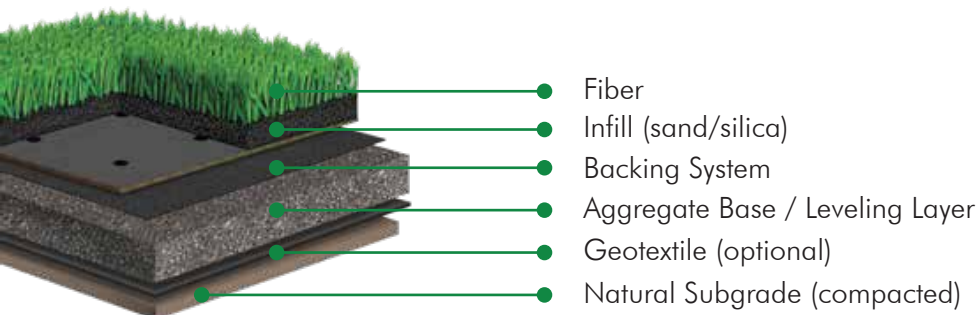 Fiber
Infill (sand/silica)
Backing System
Aggregate Base / Leveling Layer
Geotextile (optional)
Natural Subgrade (compacted)